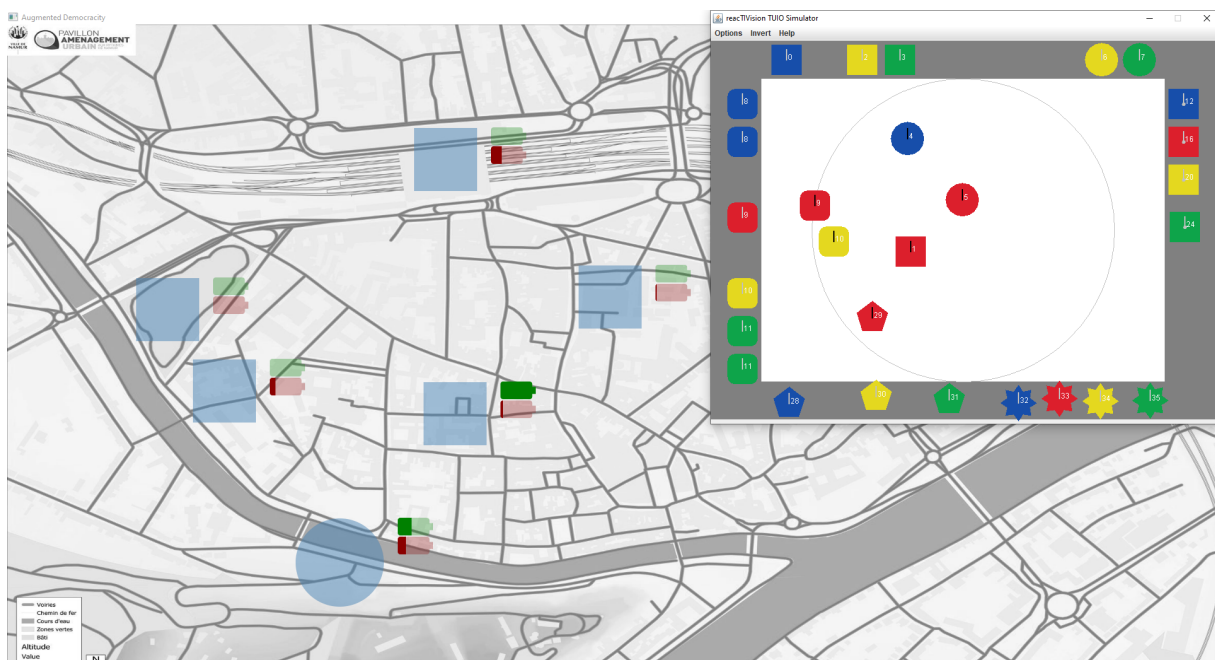 Augmented Democracity
VILLE DE
NAMUR
PAVILLON
AMENAGEMENT
URBAIN
reacTIVision TUIO Simulator
Options Invert Help
0
2
3
6
7
8
8
9
10
11
11
12
16
20
24
4
5
9
10
1
29
28
30
31
32
33
34
35
Voiries
Chemin de fer
Cours d'eau
Zones vertes
Bâti
Altitude
Value
N